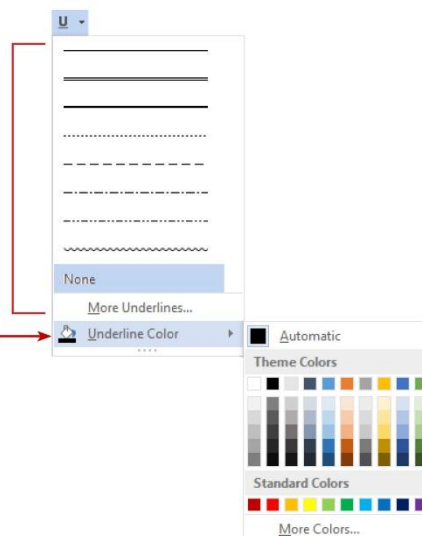 U
None
More Underlines...
Underline Color
Automatic
Theme Colors
Standard Colors
More Colors...